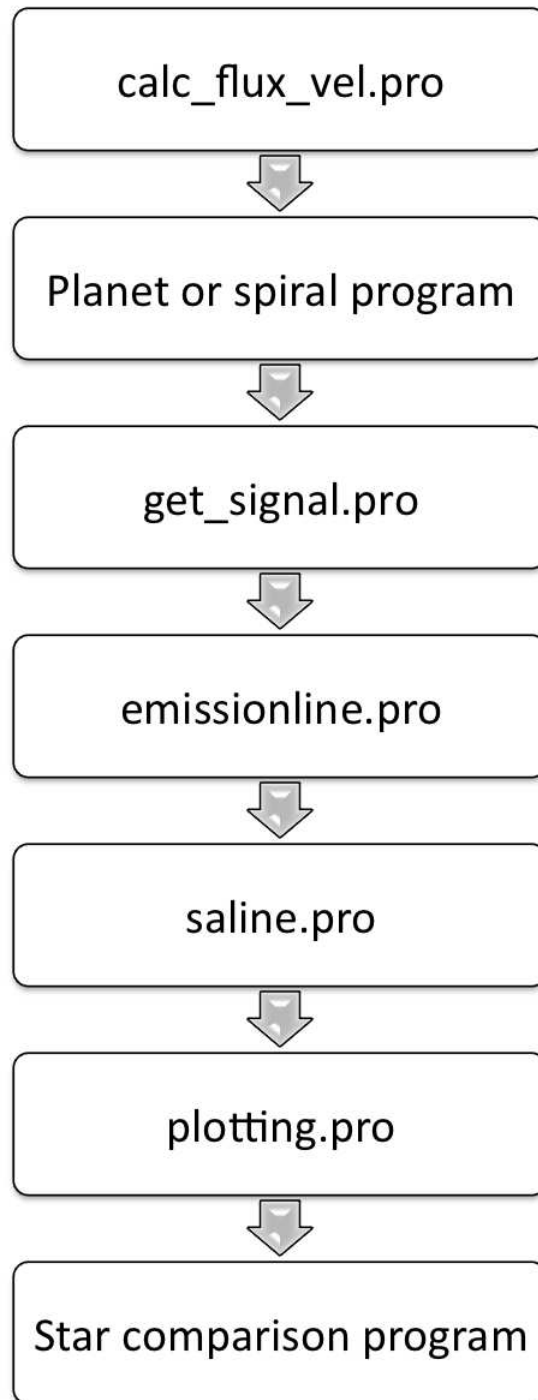 calc_flux_vel.pro
Planet or spiral program
get_signal.pro
emissionline.pro
saline.pro
plotting.pro
Star comparison program